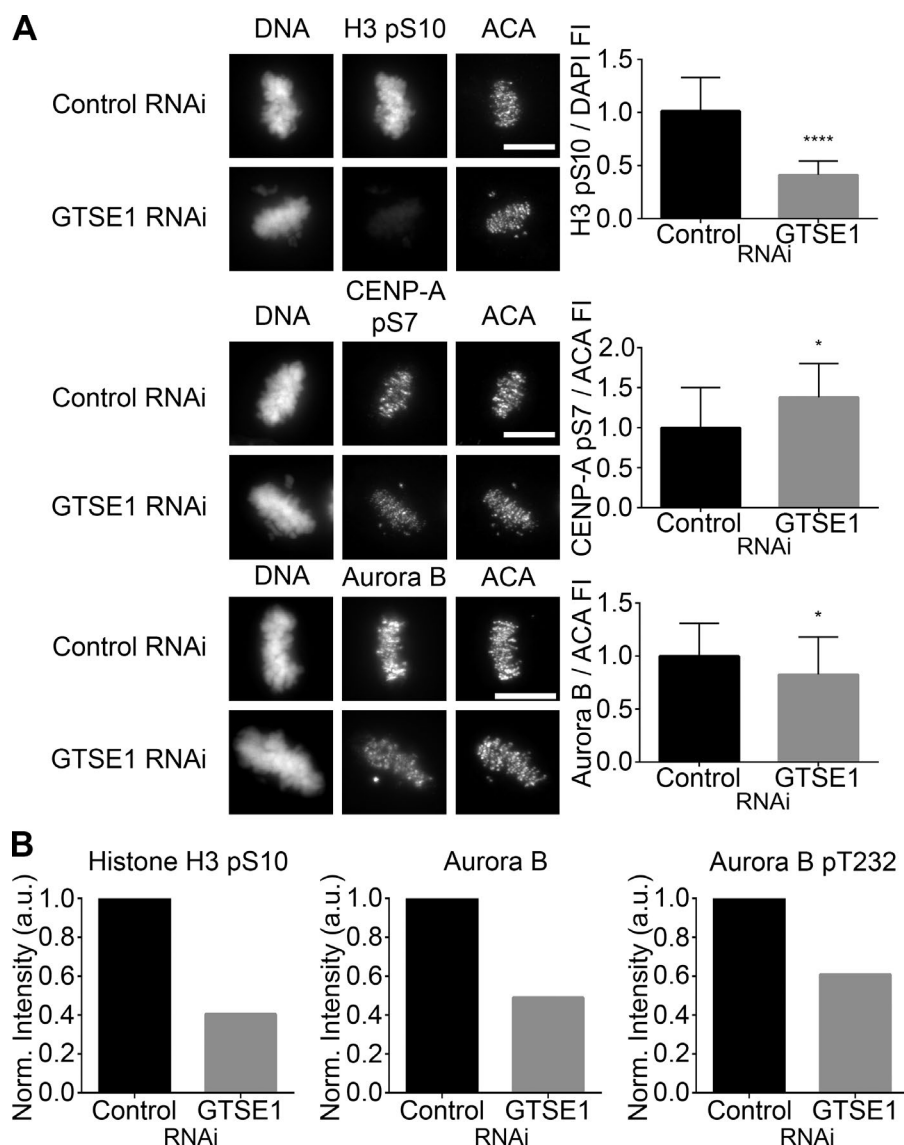 A
DNA H3 pS10 ACA
Control RNAi
GTSE1 RNAi
H3 pS10 / DAPI FI
1.5
1.0
0.5
0.0
****
Control GTSE1
RNAi
DNA CENP-A pS7 ACA
Control RNAi
GTSE1 RNAi
CENP-A pS7 / ACA FI
2.0
1.5
1.0
0.5
0.0
*
Control GTSE1
RNAi
DNA Aurora B ACA
Control RNAi
GTSE1 RNAi
Aurora B / ACA FI
1.5
1.0
0.5
0.0
*
Control GTSE1
RNAi
B
Histone H3 pS10
Norm. Intensity (a.u.)
1.0
0.8
0.6
0.4
0.2
0.0
Control GTSE1
RNAi
Aurora B
Norm. Intensity (a.u.)
1.0
0.8
0.6
0.4
0.2
0.0
Control GTSE1
RNAi
Aurora B pT232
Norm. Intensity (a.u.)
1.0
0.8
0.6
0.4
0.2
0.0
Control GTSE1
RNAi